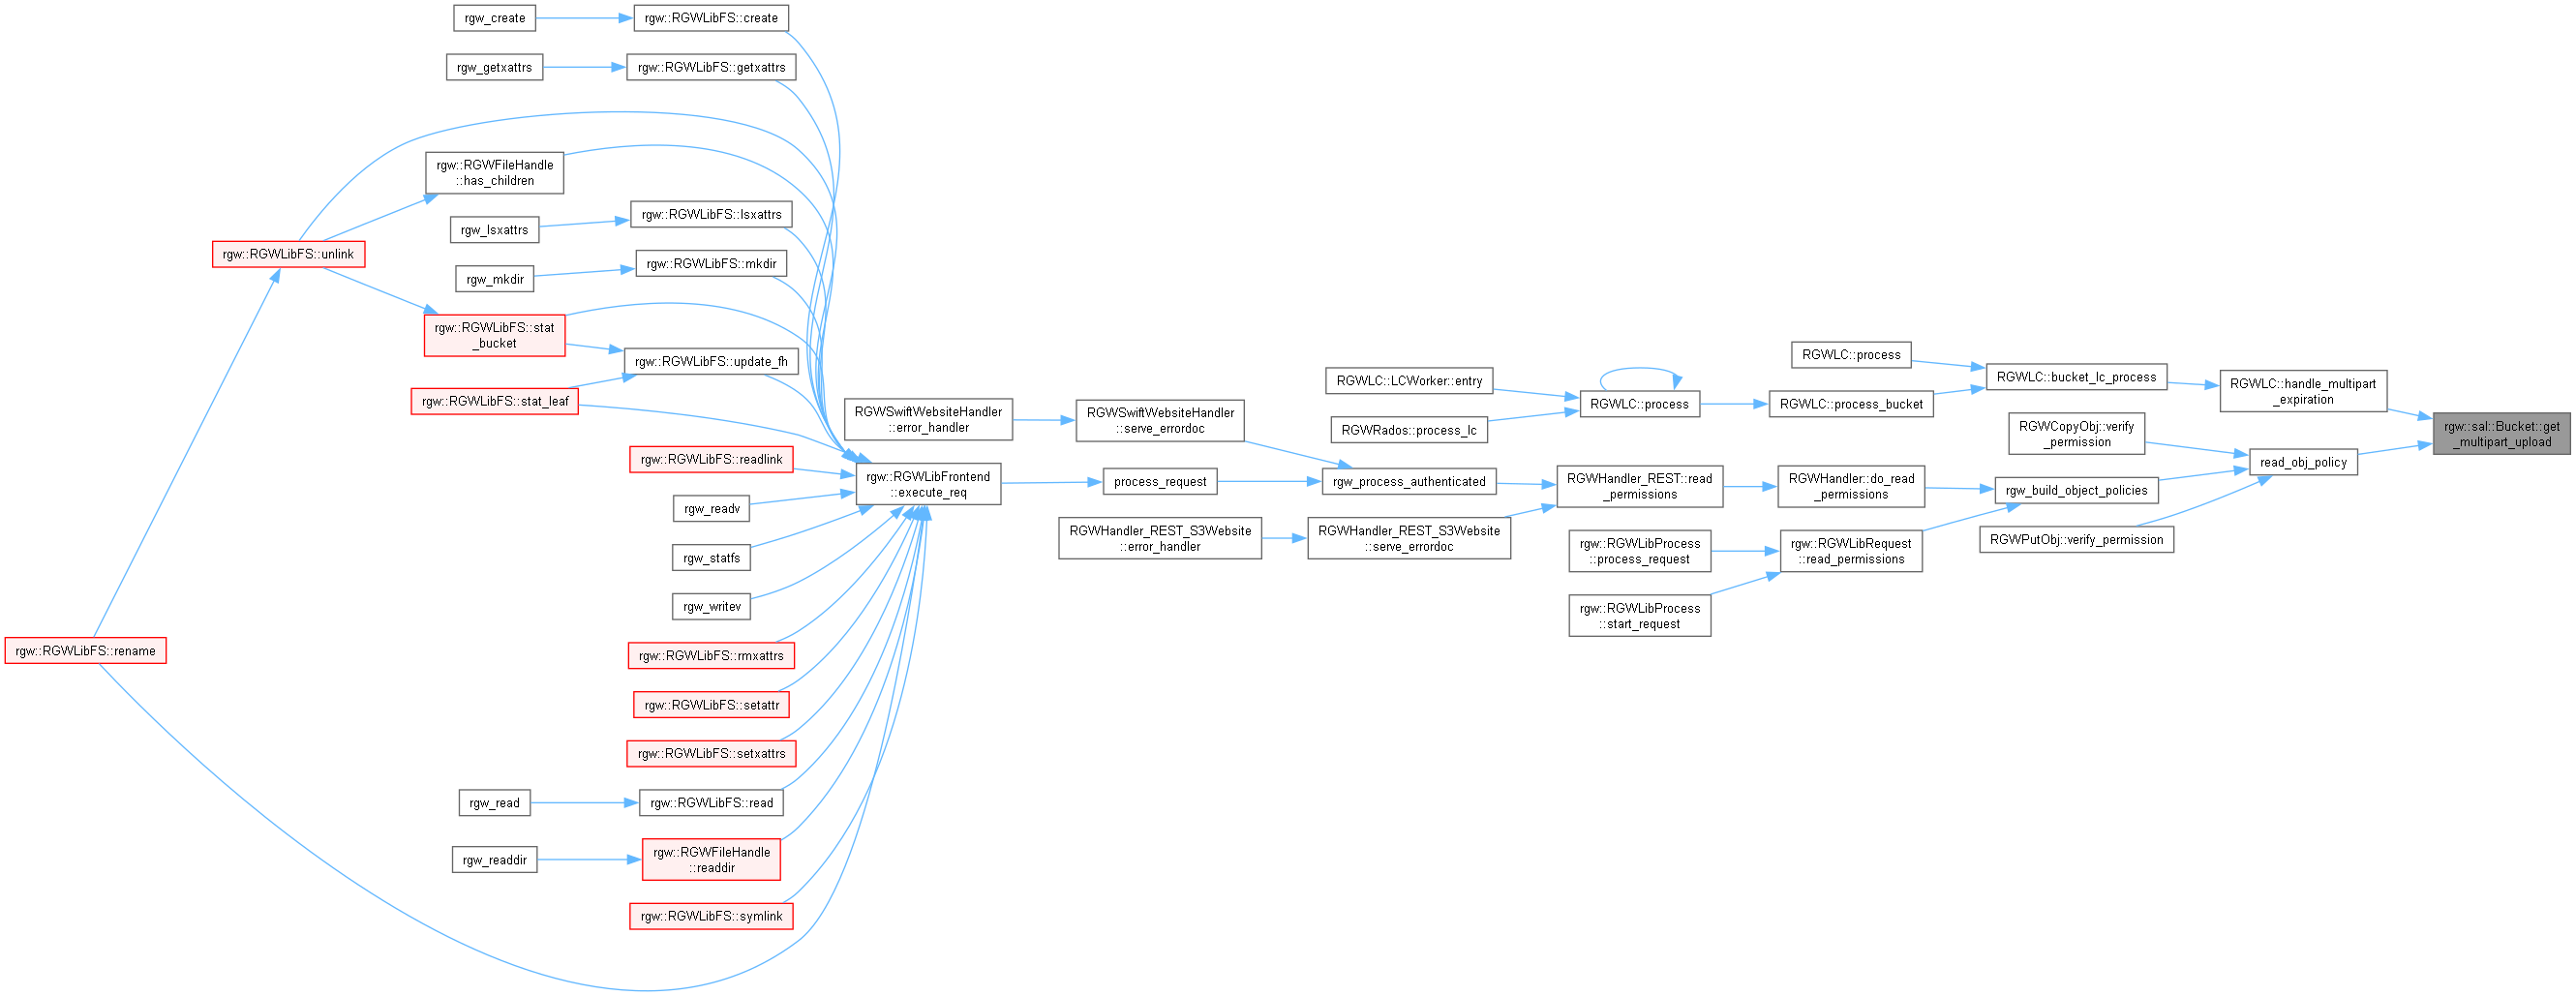 rgw_create
rgw::RGWLibFS::create
rgw_getxattrs
rgw::RGWLibFS::getxattrs
rgw::RGWFileHandle
::has_children
rgw_lsxattrs
rgw::RGWLibFS::lsxattrs
rgw::RGWLibFS::unlink
rgw_mkdir
rgw::RGWLibFS::mkdir
rgw::RGWLibFS::stat
_bucket
rgw::RGWLibFS::update_fh
rgw::RGWLibFS::stat_leaf
rgw::RGWLibFS::readlink
rgw_readv
rgw_statfs
rgw_writev
rgw::RGWLibFS::rename
rgw::RGWLibFS::rmxattrs
rgw::RGWLibFS::setattr
rgw::RGWLibFS::setxattrs
rgw_read
rgw::RGWLibFS::read
rgw_readdir
rgw::RGWFileHandle
::readdir
rgw::RGWLibFS::symlink
RGWSwiftWebsiteHandler
::error_handler
rgw::RGWLibFrontend
::execute_req
RGWSwiftWebsiteHandler
::serve_errordoc
process_request
RGWHandler_REST_S3Website
::error_handler
RGWLC::LCWorker::entry
RGWRados::process_lc
rgw_process_authenticated
RGWHandler_REST_S3Website
::serve_errordoc
RGWLC::process
RGWHandler_REST::read
_permissions
rgw::RGWLibProcess
::process_request
rgw::RGWLibProcess
::start_request
RGWLC::process
RGWLC::process_bucket
RGWHandler::do_read
_permissions
rgw::RGWLibRequest
::read_permissions
RGWLC::bucket_lc_process
RGWCopyObj::verify
_permission
rgw_build_object_policies
RGWPutObj::verify_permission
RGWLC::handle_multipart
_expiration
read_obj_policy
rgw::sal::Bucket::get
_multipart_upload